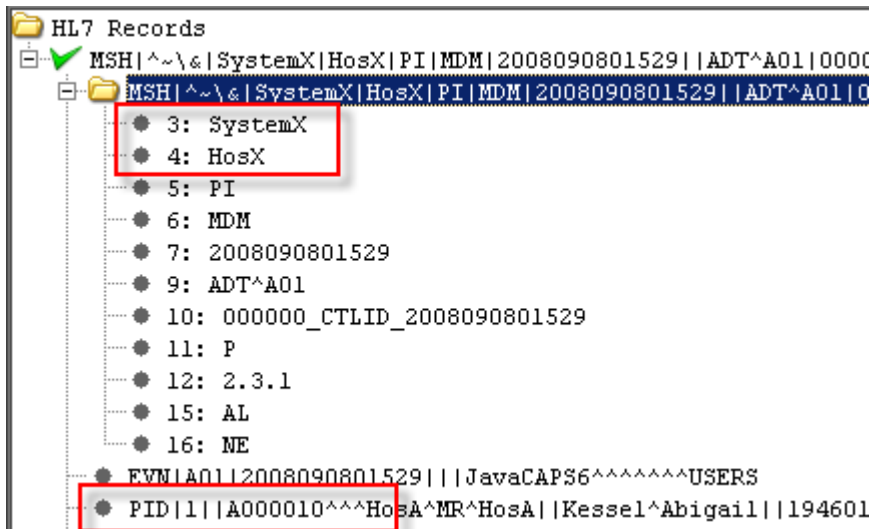 HL7 Records
MSH|^~\&|SystemX|HosX|PI|MDM|2008090801529||ADT^A01|0000
MSH|^~\&|SystemX|HosX|PI|MDM|2008090801529||ADT^A01|0
3: SystemX
4: HosX
5: PI
6: MDM
7: 2008090801529
9: ADT^A01
10: 000000_CTLID_2008090801529
11: P
12: 2.3.1
15: AL
16: NE
EVN|A01||2008090801529|||JavaCAPS6^^^^^^^USERS
PID|1||A000010^^^HosA^MR^HosA||Kessel^Abigail||194601